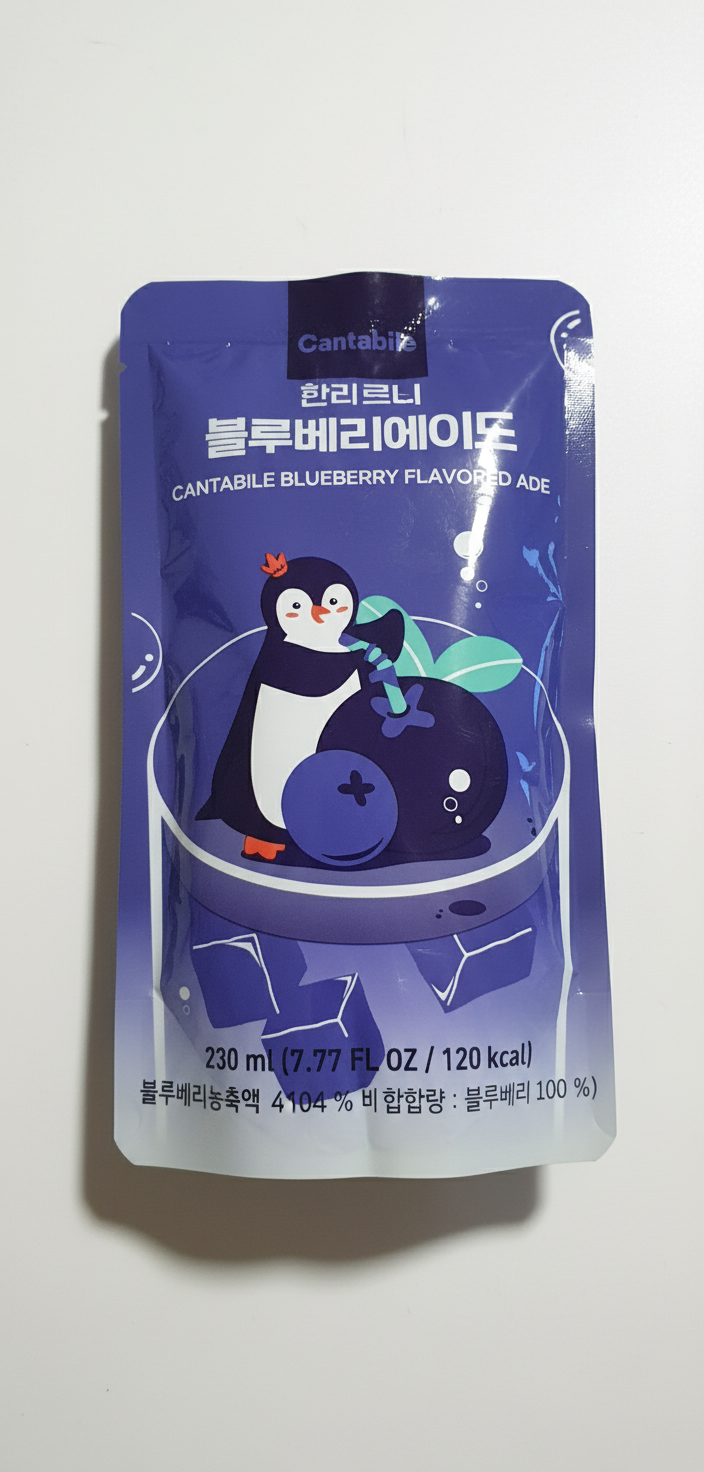 Cantabile
한리르니
블루베리에이드
CANTABILE BLUEBERRY FLAVORED ADE
230 ml (7.77 FL OZ / 120 kcal)
블루베리농축액 4104 % 비합합량 : 블루베리 100 %)